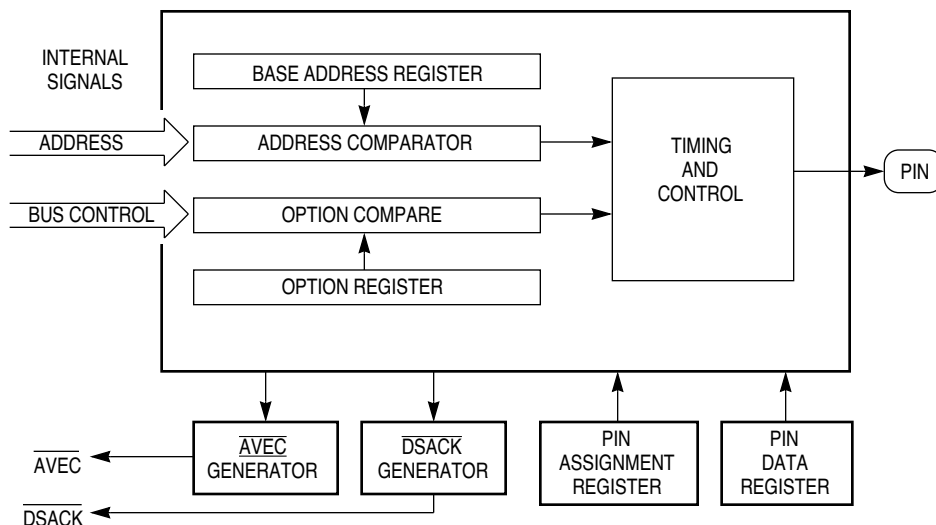 INTERNAL
SIGNALS
BASE ADDRESS REGISTER
ADDRESS
ADDRESS COMPARATOR
TIMING
AND
CONTROL
PIN
BUS CONTROL
OPTION COMPARE
OPTION REGISTER
AVEC
GENERATOR
DSACK
GENERATOR
PIN
ASSIGNMENT
REGISTER
PIN
DATA
REGISTER
AVEC
DSACK